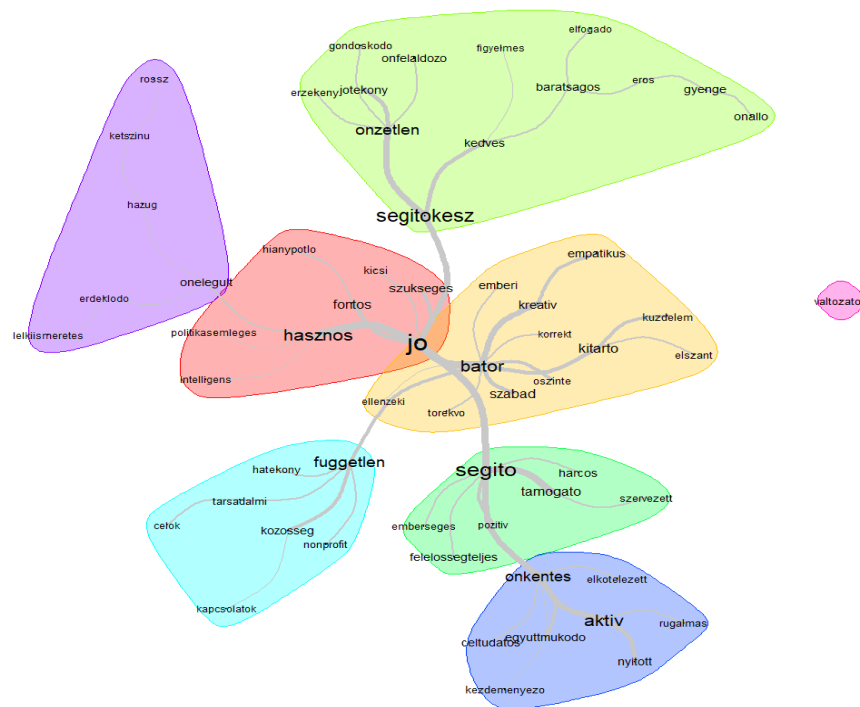 elfogado
gondoskodo
figyelmes
onfelaldozo
rossz
eros
erzekeny
jotekony
baratsagos
gyenge
onallo
onzetlen
ketszinu
kedves
hazug
segitokesz
hianypotlo
empatikus
kicsi
onelegult
emberi
szukseges
erdeklodo
fontos
kreativ
valtozato
kuzdelem
politikasemleges
hasznos
jo
korrekt
lelkiismeretes
kitarto
elszant
bator
intelligens
oszinte
szabad
ellenzeki
torekvo
fuggetlen
segito
hatekony
harcos
tamogato
tarsatdalmi
szervezett
celok
kozosseg
emberseges
pozitiv
nonprofit
felelossegteljes
onkentes
elkotelezett
kapcsolatok
aktiv
rugalmas
celtudatos
egyuttmukodo
nyitott
kezdemenyezo